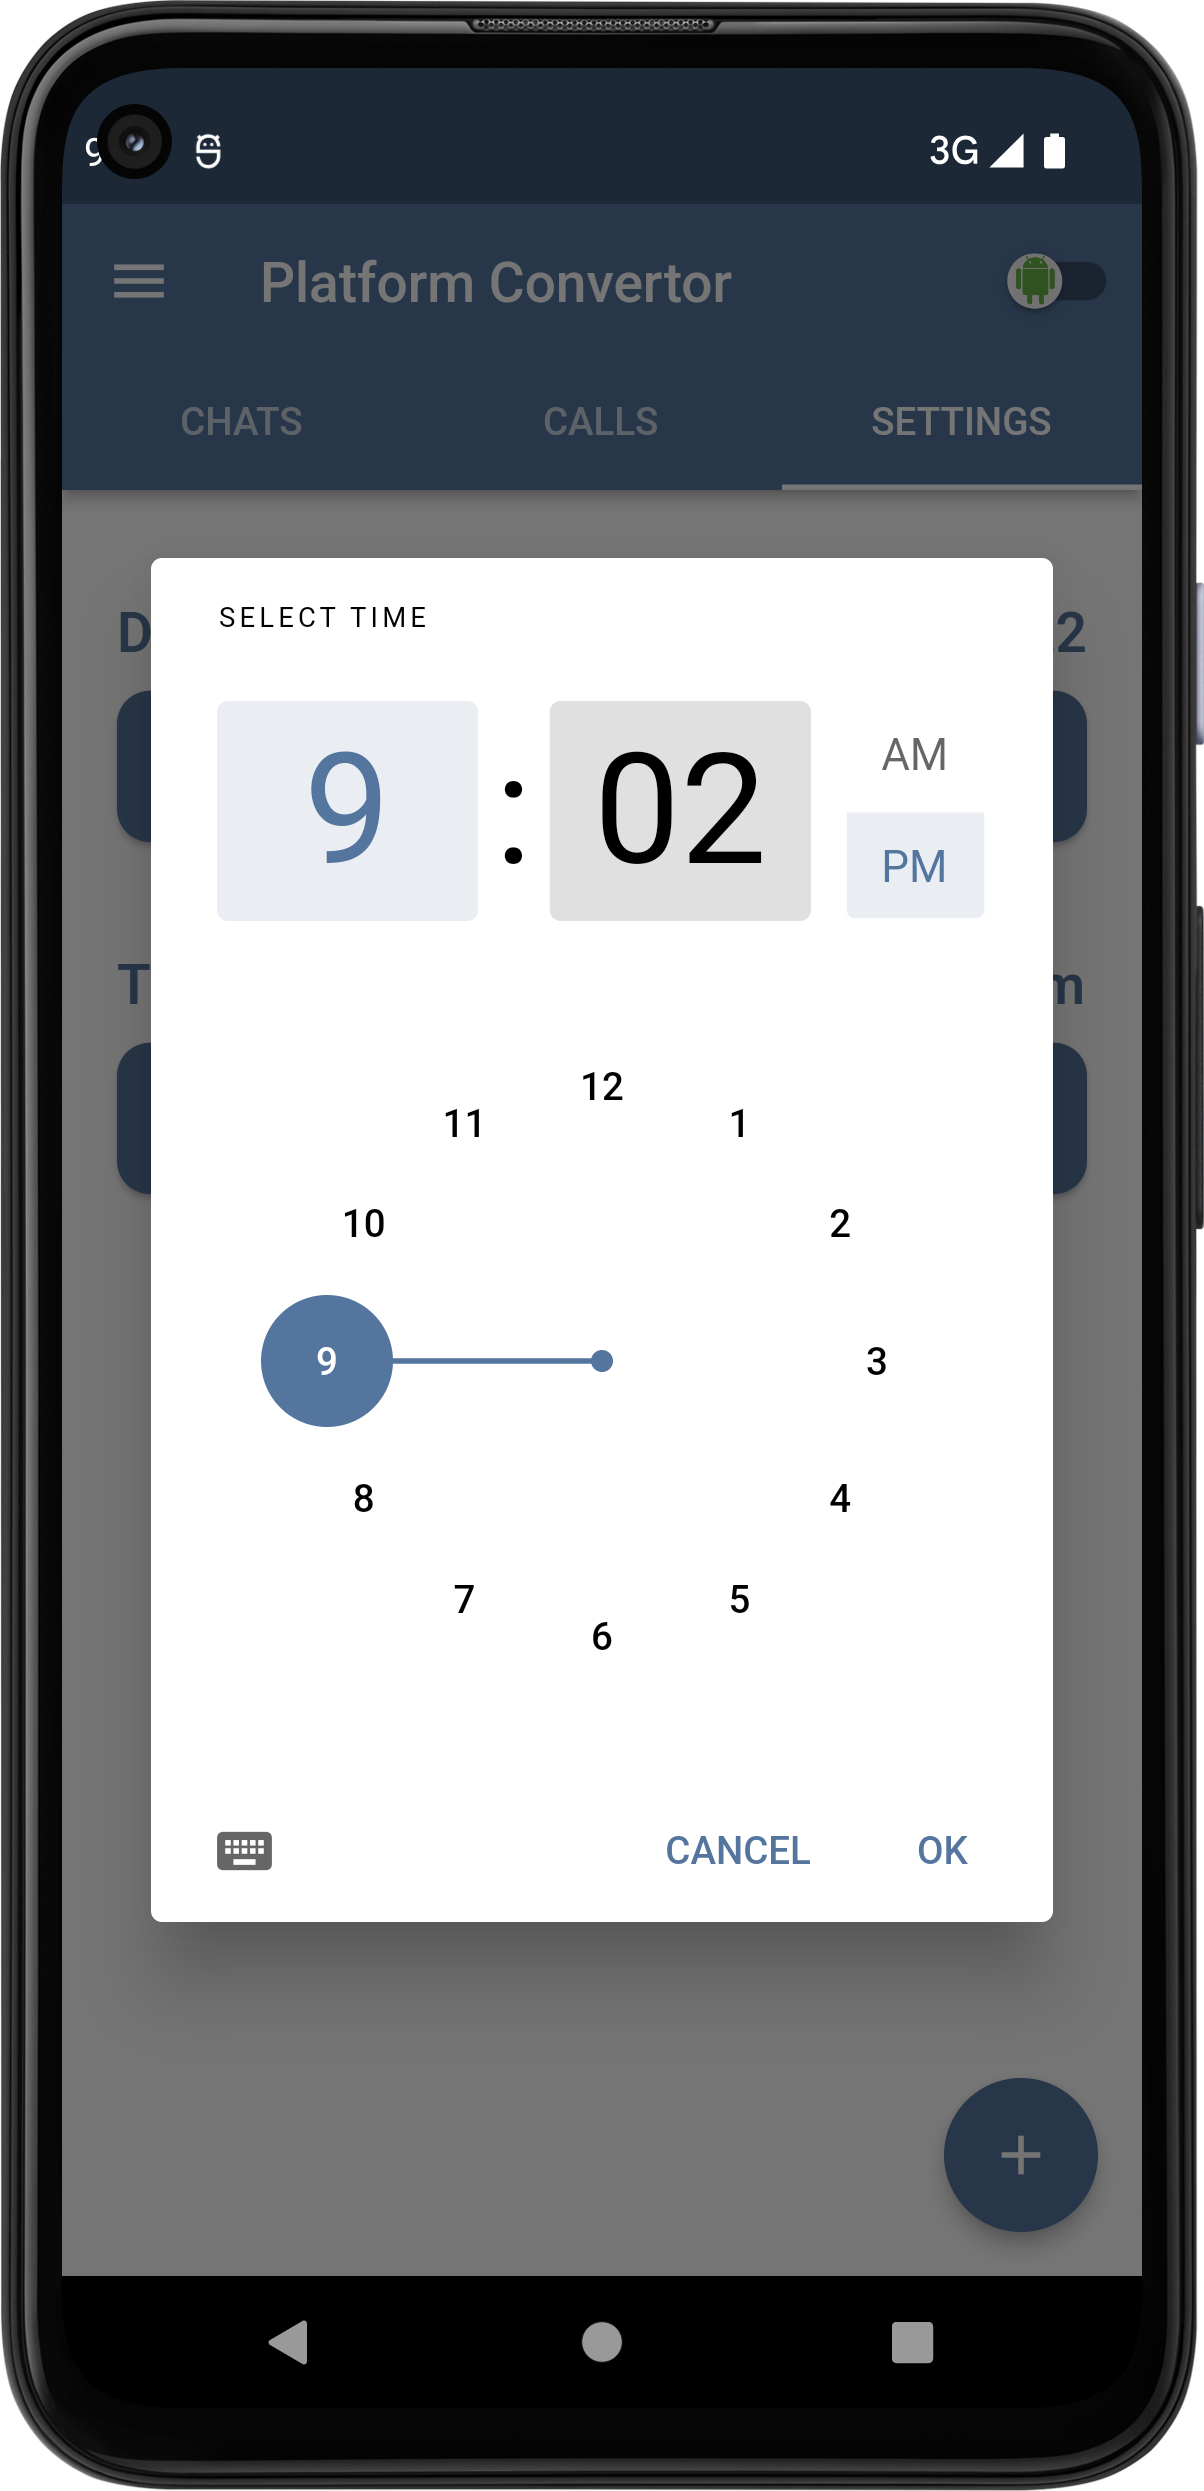 9
3G
Platform Convertor
CHATS CALLS SETTINGS
D 2
SELECT TIME
9 : 02
AM
PM
T m
12
11 1
10 2
9 3
8 4
7 5
6
CANCEL OK